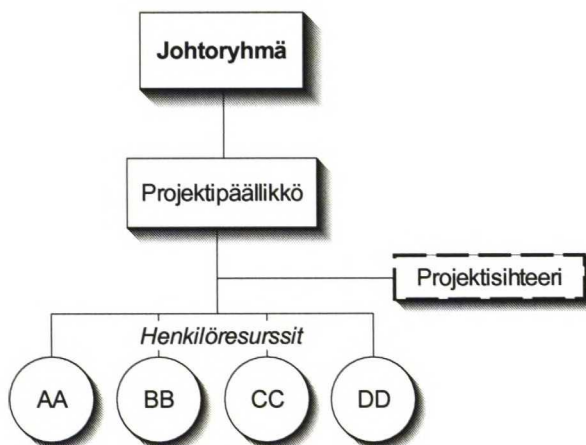 Johtoryhmä
Projektipäällikkö
Projektisihteeri
Henkilöresurssit
AA BB CC DD